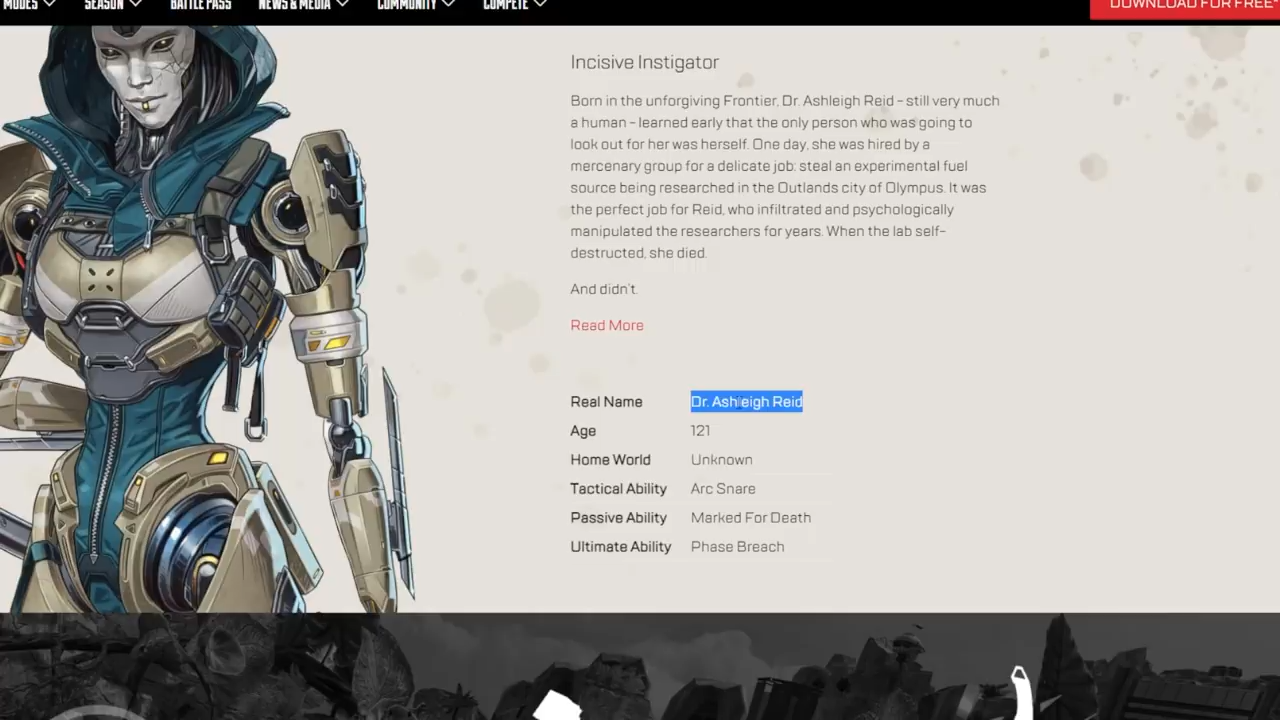 MODES SEASON BATTLE PASS NEWS & MEDIA COMMUNITY COMPETE DOWNLOAD FOR FREE*
Incisive Instigator
Born in the unforgiving Frontier, Dr. Ashleigh Reid – still very much
a human – learned early that the only person who was going to
look out for her was herself. One day, she was hired by a
mercenary group for a delicate job: steal an experimental fuel
source being researched in the Outlands city of Olympus. It was
the perfect job for Reid, who infiltrated and psychologically
manipulated the researchers for years. When the lab self-
destructed, she died.
And didn't.
Read More
Real Name Dr. Ashleigh Reid
Age 121
Home World Unknown
Tactical Ability Arc Snare
Passive Ability Marked For Death
Ultimate Ability Phase Breach